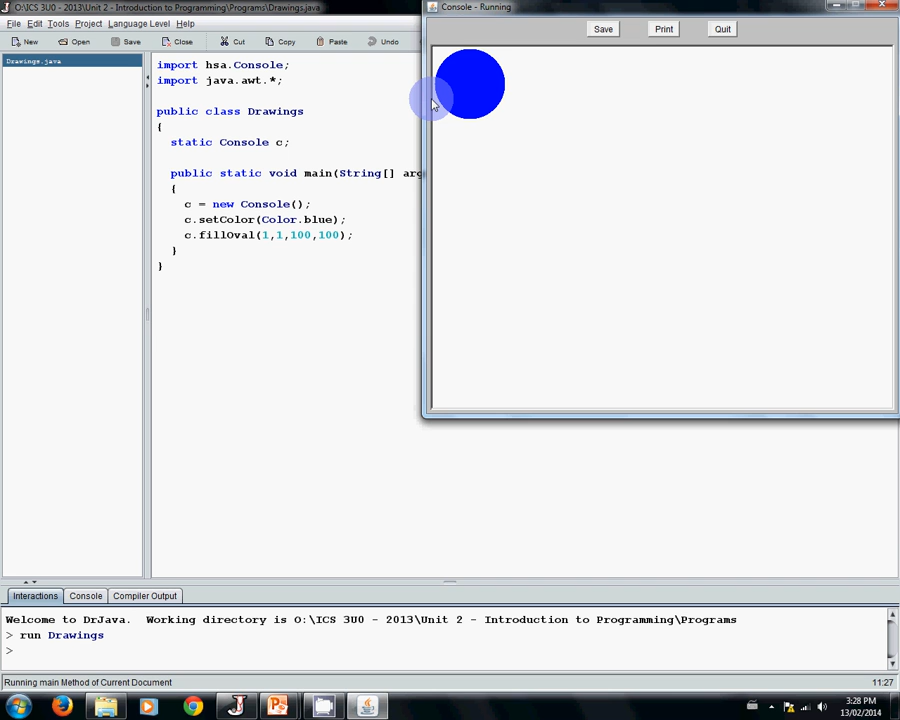 O:\ICS 3U0 - 2013\Unit 2 - Introduction to Programming\Programs\Drawings.java
File Edit Tools Project Language Level Help
New Open Save Close Cut Copy Paste Undo
Drawings.java
import hsa.Console;
import java.awt.*;
public class Drawings
{
static Console c;
public static void main(String[] arg
{
c = new Console();
c.setColor(Color.blue);
c.fillOval(1,1,100,100);
}
}
Console - Running
Save Print Quit
Interactions Console Compiler Output
Welcome to DrJava. Working directory is O:\ICS 3U0 - 2013\Unit 2 - Introduction to Programming\Programs
> run Drawings
>
Running main Method of Current Document
11:27
3:28 PM
13/02/2014